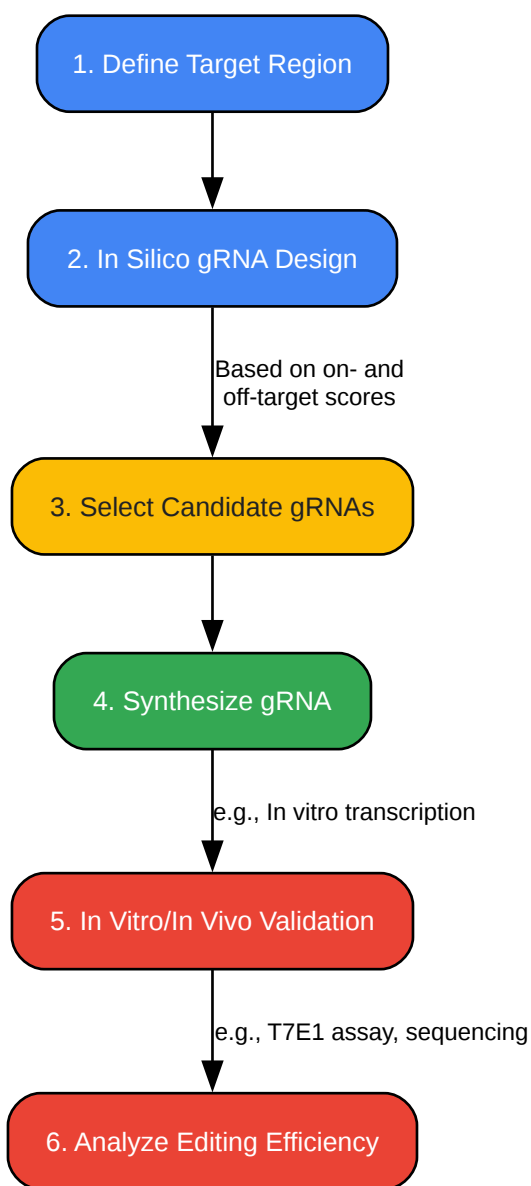 1. Define Target Region
2. In Silico gRNA Design
Based on on- and
off-target scores
3. Select Candidate gRNAs
4. Synthesize gRNA
e.g., In vitro transcription
5. In Vitro/In Vivo Validation
e.g., T7E1 assay, sequencing
6. Analyze Editing Efficiency